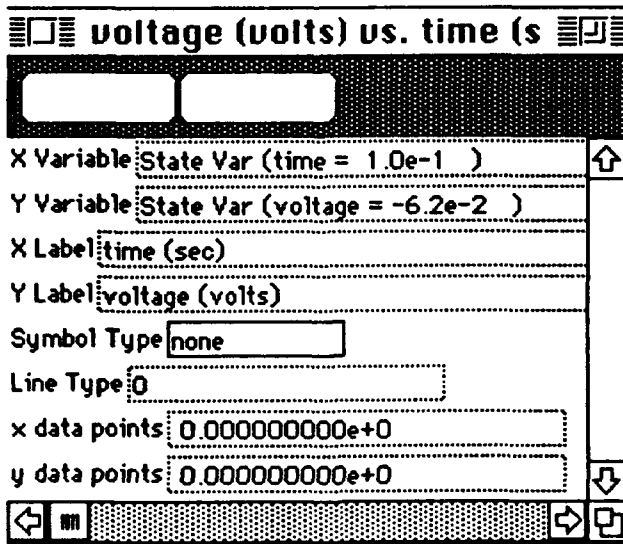 voltage (volts) vs. time (s
X Variable State Var (time = 1.0e-1 )
Y Variable State Var (voltage = -6.2e-2 )
X Label time (sec)
Y Label voltage (volts)
Symbol Type none
Line Type 0
x data points 0.000000000e+0
y data points 0.000000000e+0